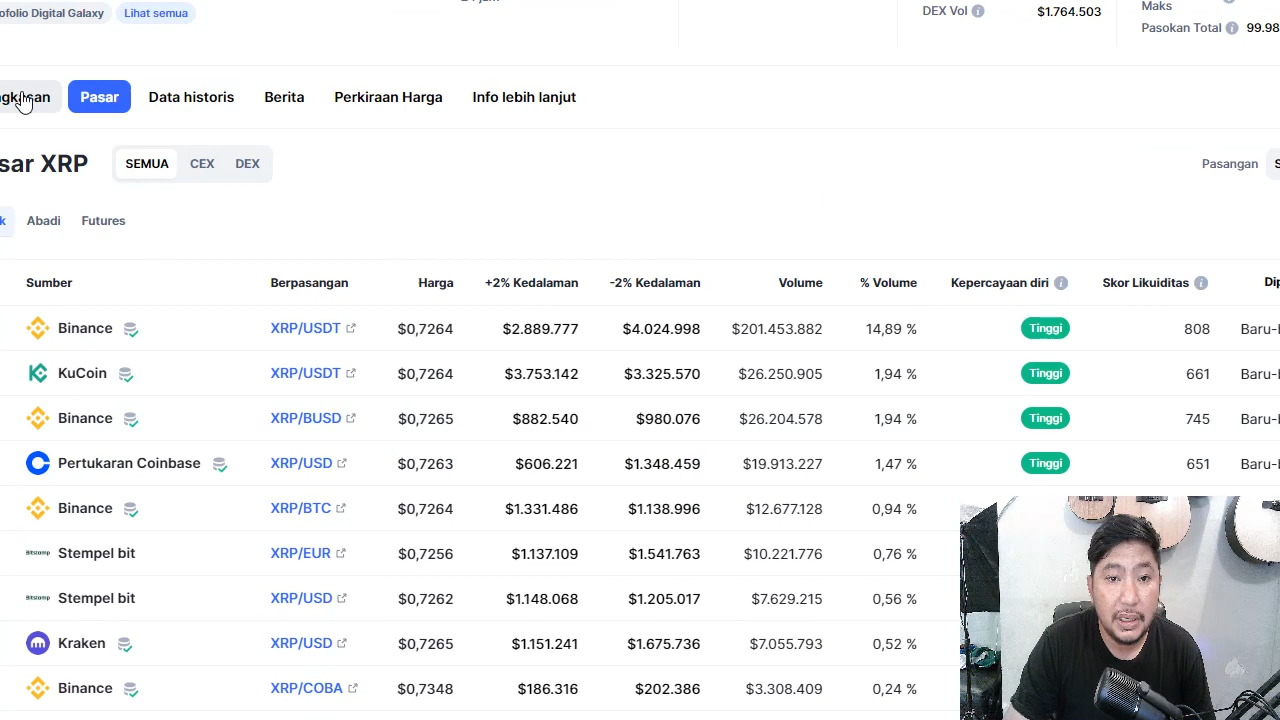 ofolio Digital Galaxy Lihat semua
DEX Vol $1.764.503
Maks
Pasokan Total 99.98
gkasan Pasar Data historis Berita Perkiraan Harga Info lebih lanjut
sar XRP SEMUA CEX DEX Pasangan S
k Abadi Futures
Sumber Berpasangan Harga +2% Kedalaman -2% Kedalaman Volume % Volume Kepercayaan diri Skor Likuiditas Dip
Binance XRP/USDT $0,7264 $2.889.777 $4.024.998 $201.453.882 14,89 % Tinggi 808 Baru-b
KuCoin XRP/USDT $0,7264 $3.753.142 $3.325.570 $26.250.905 1,94 % Tinggi 661 Baru-b
Binance XRP/BUSD $0,7265 $882.540 $980.076 $26.204.578 1,94 % Tinggi 745 Baru-b
Pertukaran Coinbase XRP/USD $0,7263 $606.221 $1.348.459 $19.913.227 1,47 % Tinggi 651 Baru-b
Binance XRP/BTC $0,7264 $1.331.486 $1.138.996 $12.677.128 0,94 %
Bitstamp Stempel bit XRP/EUR $0,7256 $1.137.109 $1.541.763 $10.221.776 0,76 %
Bitstamp Stempel bit XRP/USD $0,7262 $1.148.068 $1.205.017 $7.629.215 0,56 %
Kraken XRP/USD $0,7265 $1.151.241 $1.675.736 $7.055.793 0,52 %
Binance XRP/COBA $0,7348 $186.316 $202.386 $3.308.409 0,24 %